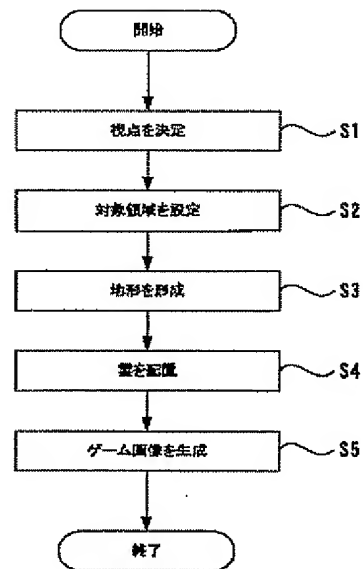 開始
視点を決定
S1
対象領域を設定
S2
地形を形成
S3
雲を配置
S4
ゲーム画像を生成
S5
終了